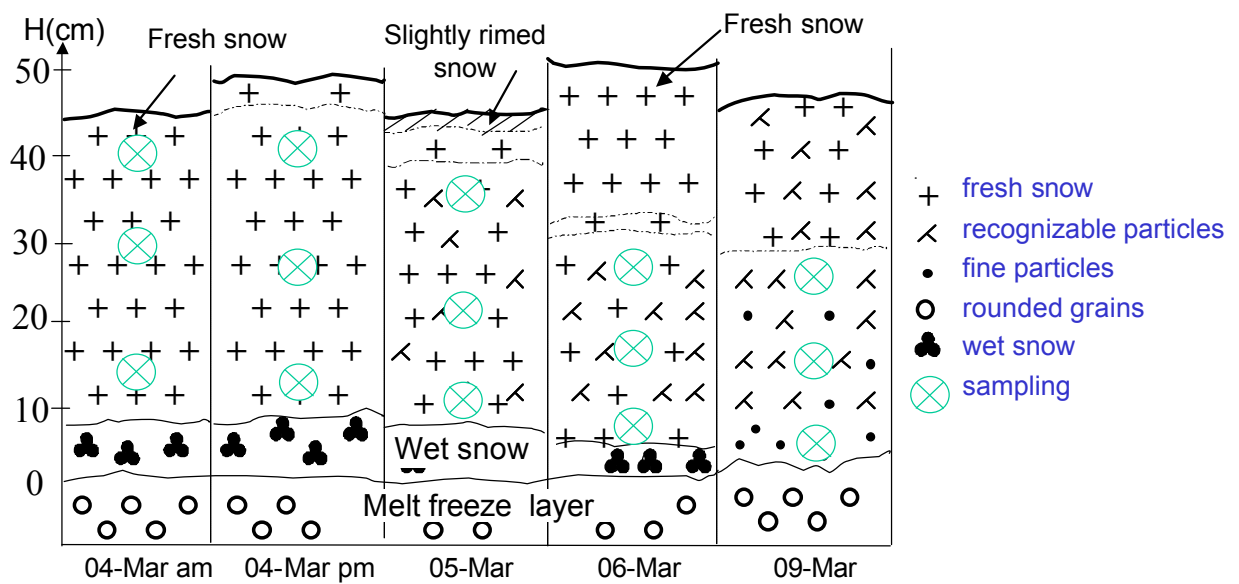 H(cm)
Fresh snow
Slightly rimed
snow
Fresh snow
50
40
30
20
10
0
Wet snow
Melt freeze layer
04-Mar am
04-Mar pm
05-Mar
06-Mar
09-Mar
fresh snow
recognizable particles
fine particles
rounded grains
wet snow
sampling